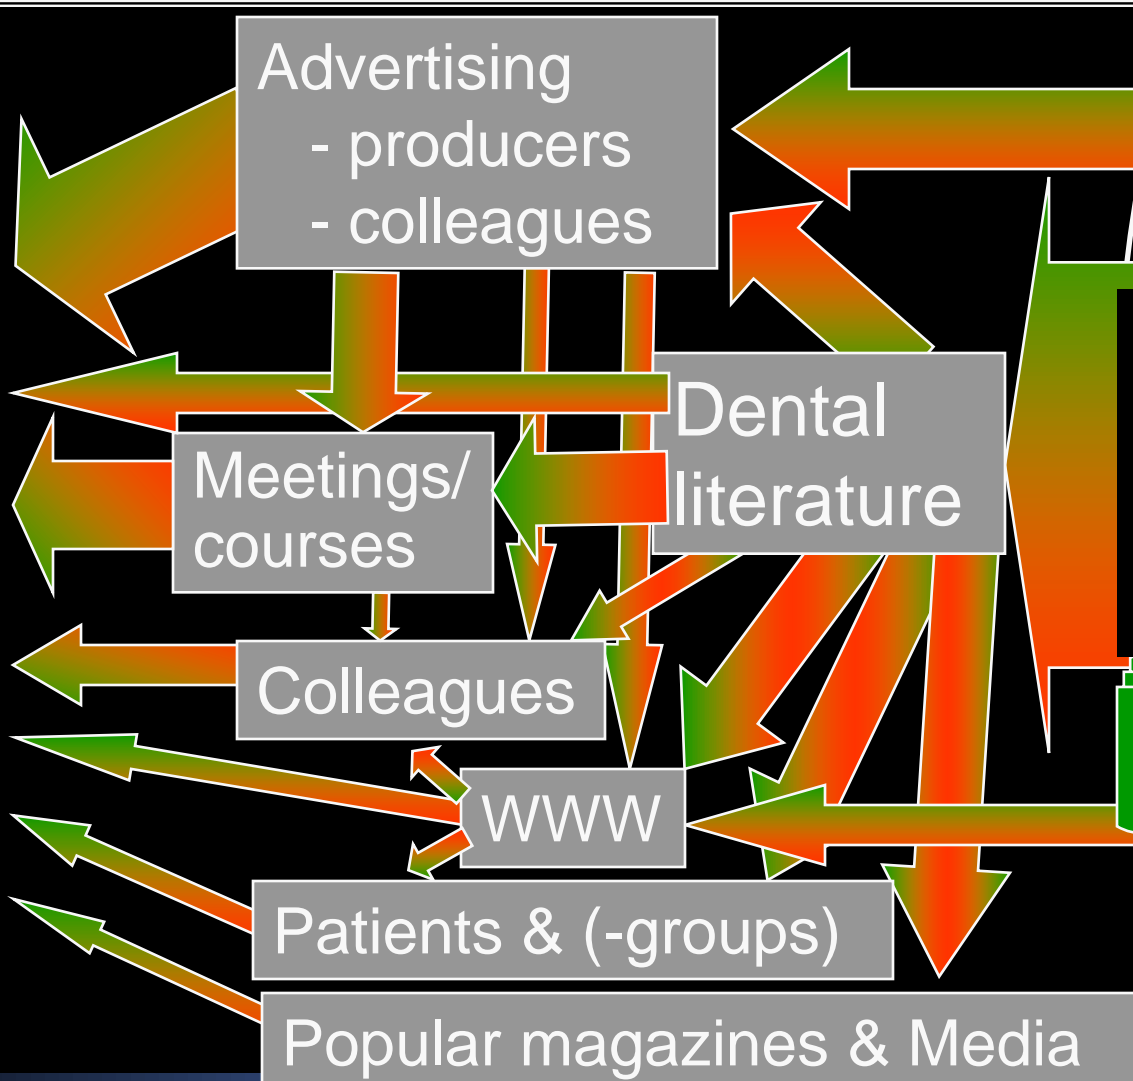 Advertising
- producers
- colleagues
Dental
literature
Meetings/
courses
Colleagues
WWW
Patients & (-groups)
Popular magazines & Media